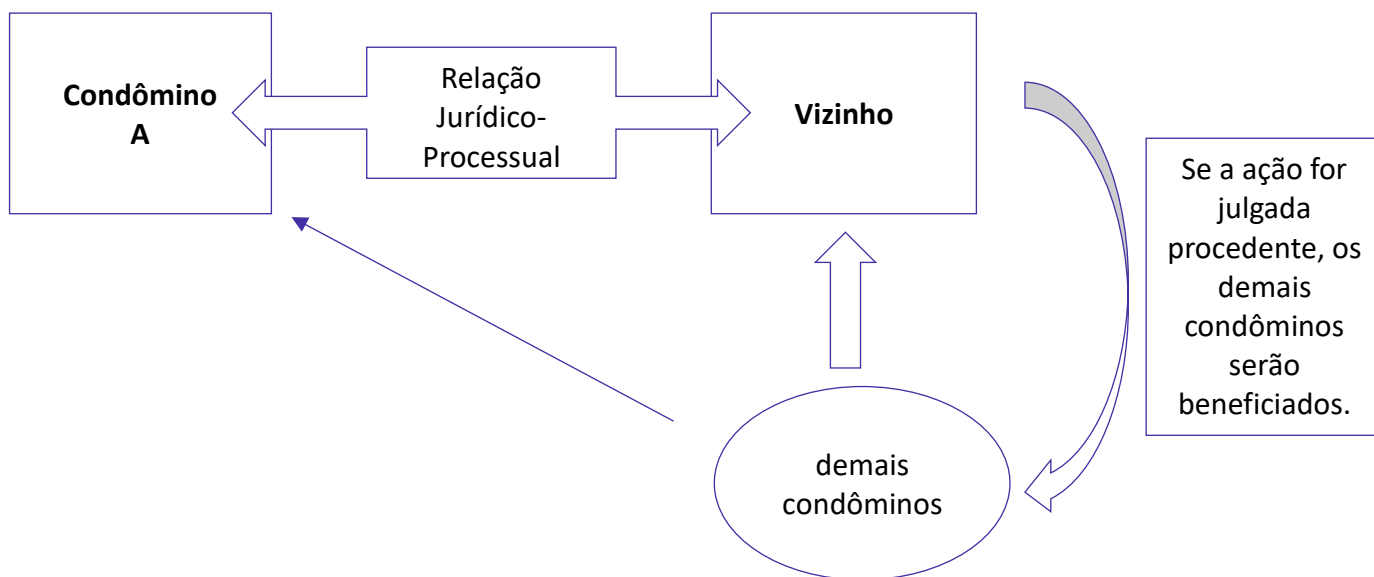 Condômino
A
Relação
Jurídico-
Processual
Vizinho
Se a ação for
julgada
procedente, os
demais
condôminos
serão
beneficiados.
demais
condôminos